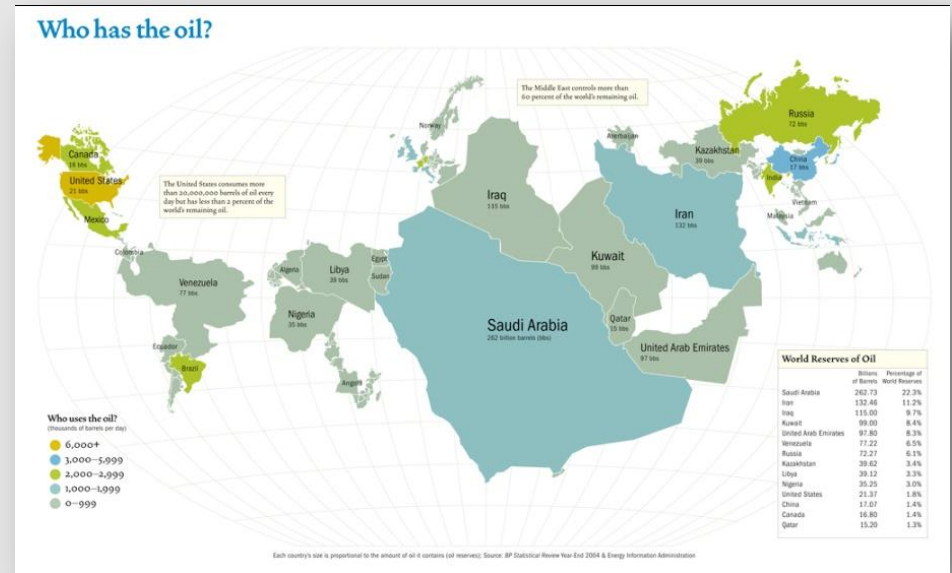 Who has the oil?
The Middle East controls more than
60 percent of the world's remaining oil.
Norway
Azerbaijan
Russia
72 bbs
Kazakhstan
39 bbs
China
17 bbs
India
Vietnam
Malaysia
Canada
16 bbs
United States
21 bbs
Mexico
The United States consumes more
than 20,000,000 barrels of oil every
day but has less than 2 percent of the
world's remaining oil.
Iraq
115 bbs
Iran
132 bbs
Kuwait
99 bbs
Colombia
Venezuela
77 bbs
Algeria
Libya
39 bbs
Egypt
Sudan
Nigeria
35 bbs
Saudi Arabia
262 billion barrels (bbs)
Qatar
15 bbs
United Arab Emirates
97 bbs
Ecuador
Brazil
Angola
Who uses the oil?
(thousands of barrels per day)
6,000+
3,000–5,999
2,000–2,999
1,000–1,999
0–999
World Reserves of Oil
Billions Percentage of
of Barrels World Reserves
Saudi Arabia 262.73 22.3%
Iran 132.46 11.2%
Iraq 115.00 9.7%
Kuwait 99.00 8.4%
United Arab Emirates 97.80 8.3%
Venezuela 77.22 6.5%
Russia 72.27 6.1%
Kazakhstan 39.62 3.4%
Libya 39.12 3.3%
Nigeria 35.25 3.0%
United States 21.37 1.8%
China 17.07 1.4%
Canada 16.80 1.4%
Qatar 15.20 1.3%
Each country's size is proportional to the amount of oil it contains (oil reserves); Source: BP Statistical Review Year-End 2004 & Energy Information Administration